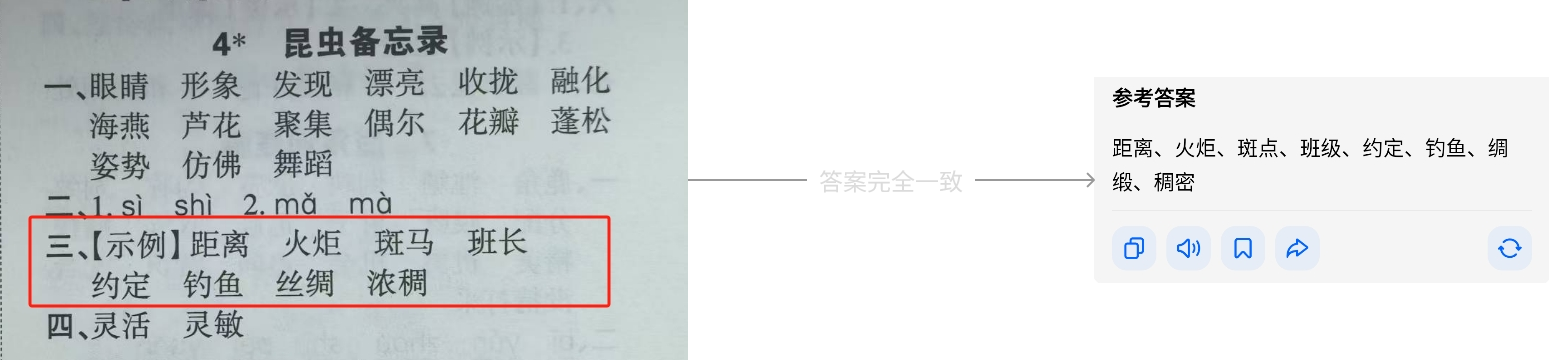 4* 昆虫备忘录
一、眼睛 形象 发现 漂亮 收拢 融化
海燕 芦花 聚集 偶尔 花瓣 蓬松
姿势 仿佛 舞蹈
二、1. sì shì 2. mǎ mà
三、【示例】距离 火炬 斑马 班长
约定 钓鱼 丝绸 浓稠
四、灵活 灵敏
答案完全一致
参考答案
距离、火炬、斑点、班级、约定、钓鱼、绸
缎、稠密